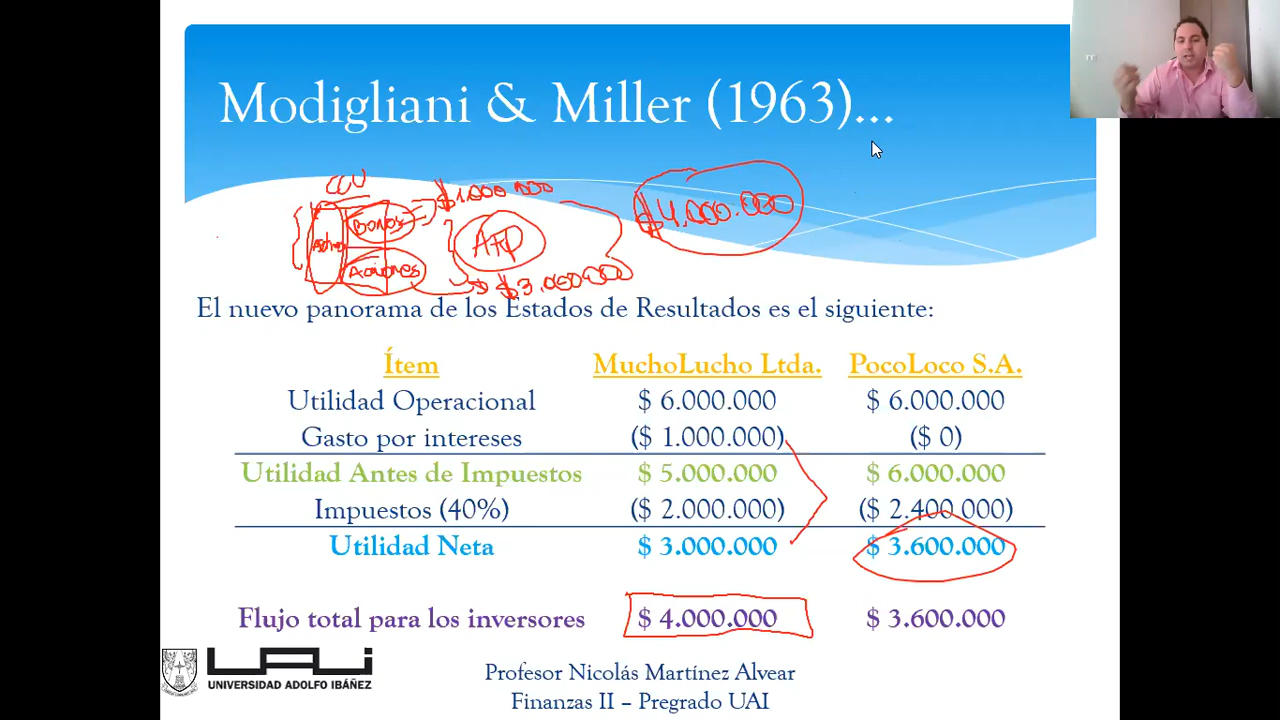 Modigliani & Miller (1963)...
CCU
$1.000.000
$4.000.000
Bonos
Acciones
$ $3.000.000
El nuevo panorama de los Estados de Resultados es el siguiente:
Ítem MuchoLucho Ltda. PocoLoco S.A.
Utilidad Operacional $ 6.000.000 $ 6.000.000
Gasto por intereses ($ 1.000.000) ($ 0)
Utilidad Antes de Impuestos $ 5.000.000 $ 6.000.000
Impuestos (40%) ($ 2.000.000) ($ 2.400.000)
Utilidad Neta $ 3.000.000 $ 3.600.000
Flujo total para los inversores $ 4.000.000 $ 3.600.000
UAI
UNIVERSIDAD ADOLFO IBÁÑEZ
Profesor Nicolás Martínez Alvear
Finanzas II - Pregrado UAI